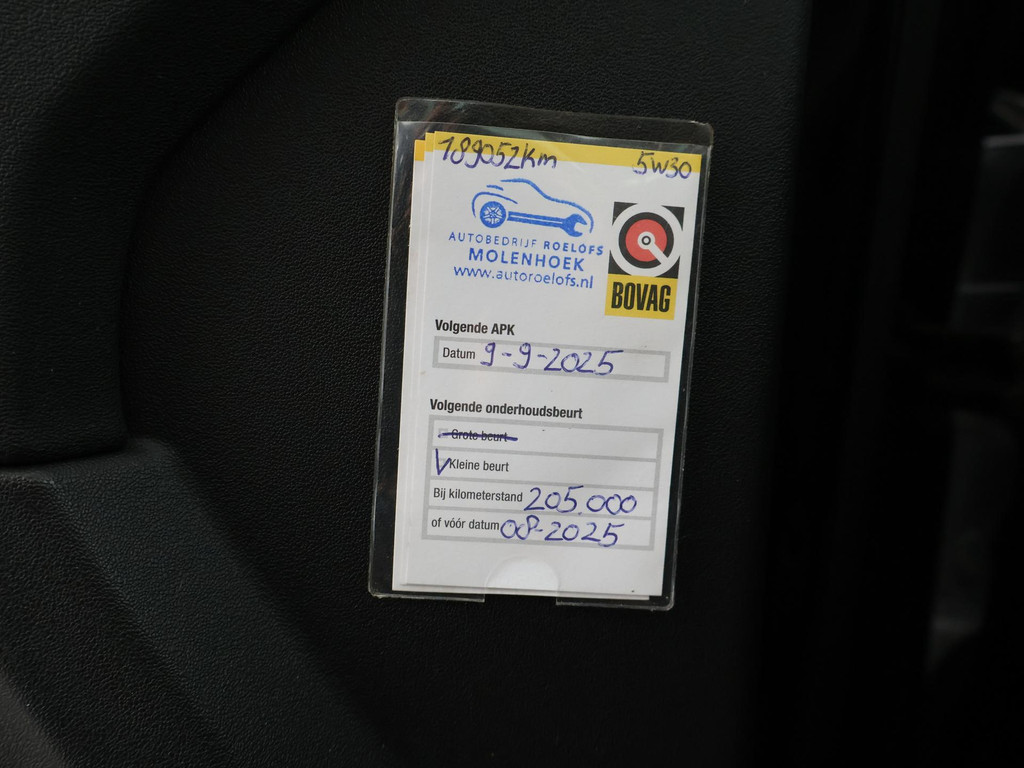 189052km 5W30
AUTOBEDRIJF ROELOFS
MOLENHOEK
www.autoroelofs.nl
BOVAG
Volgende APK
Datum 9-9-2025
Volgende onderhoudsbeurt
Grote beurt
V Kleine beurt
Bij kilometerstand 205.000
of vóór datum 08-2025